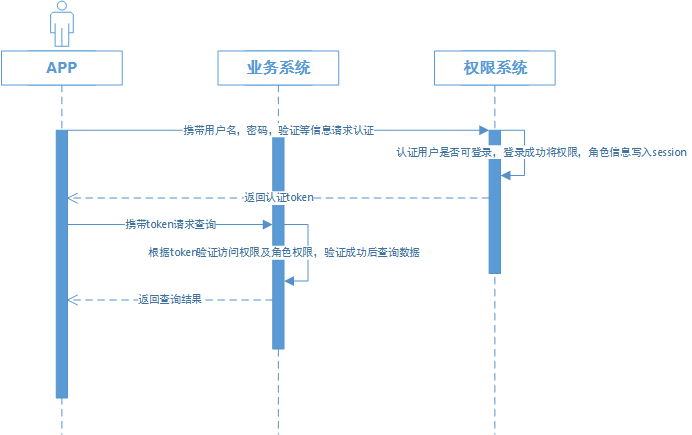 APP
业务系统
权限系统
携带用户名，密码，验证等信息请求认证
认证用户是否可登录，登录成功将权限，角色信息写入session
返回认证token
携带token请求查询
根据token验证访问权限及角色权限，验证成功后查询数据
返回查询结果